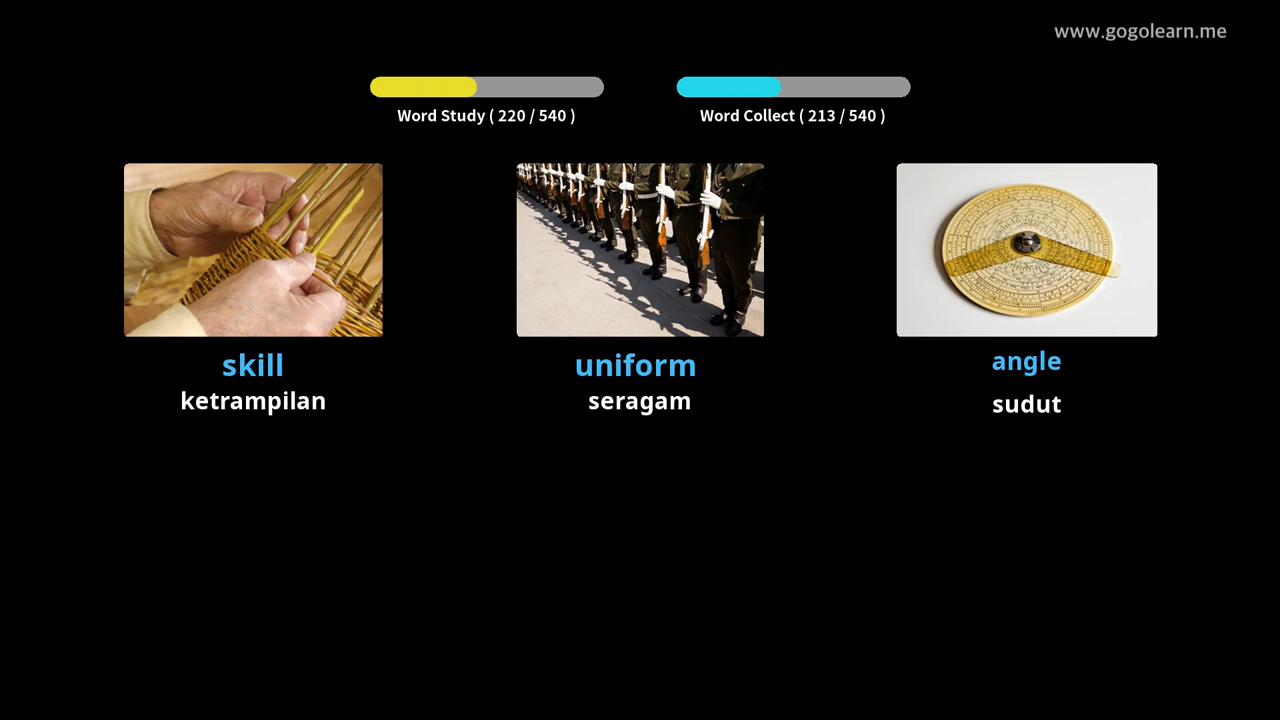 www.gogolearn.me
Word Study ( 220 / 540 )
Word Collect ( 213 / 540 )
skill
ketrampilan
uniform
seragam
angle
sudut